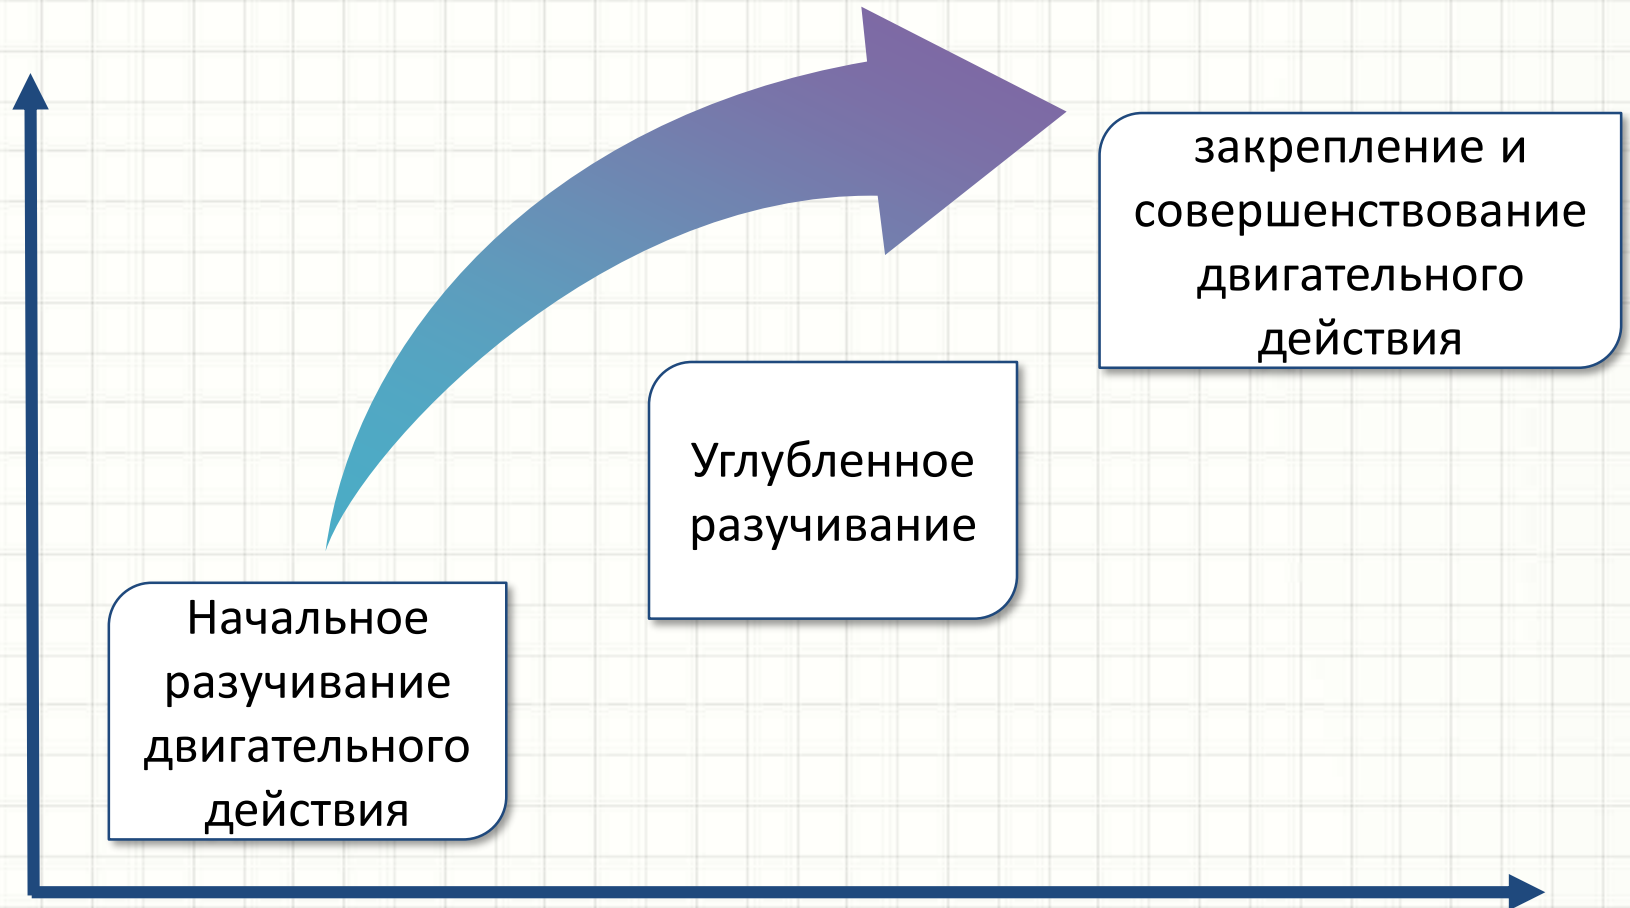 Начальное
разучивание
двигательного
действия
Углубленное
разучивание
закрепление и
совершенствование
двигательного
действия